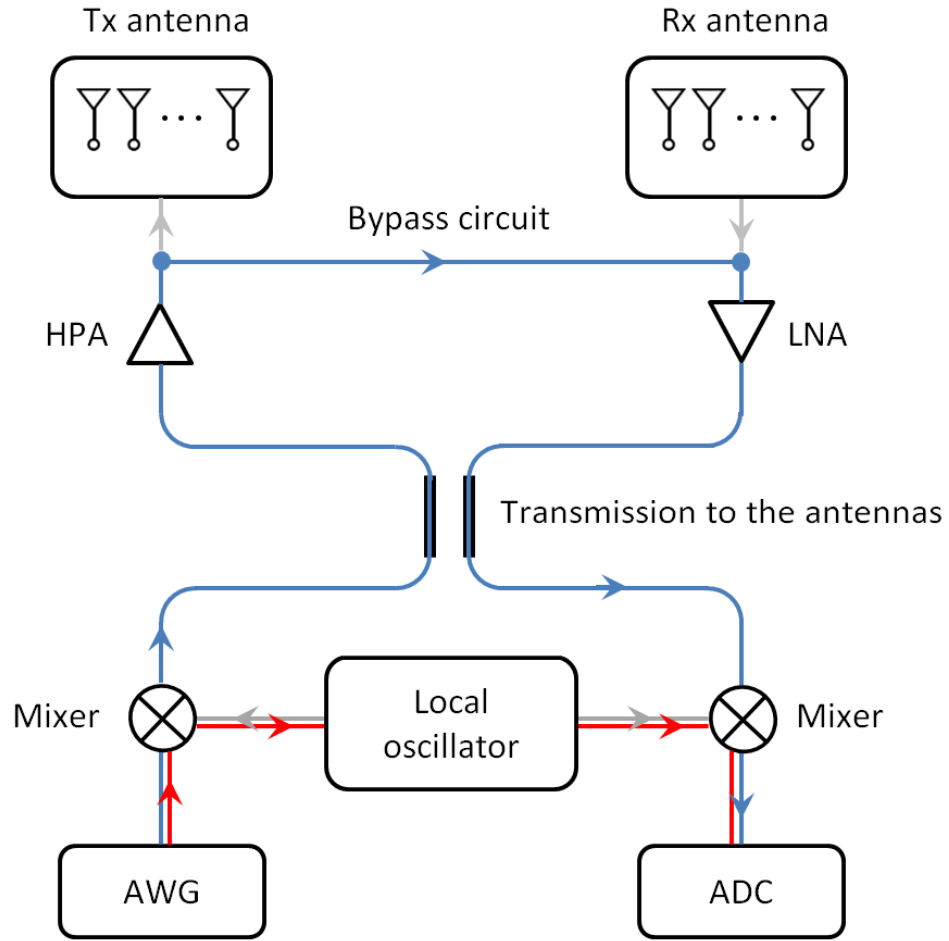 Tx antenna
Rx antenna
Bypass circuit
HPA
LNA
Transmission to the antennas
Mixer
Local
oscillator
Mixer
AWG
ADC